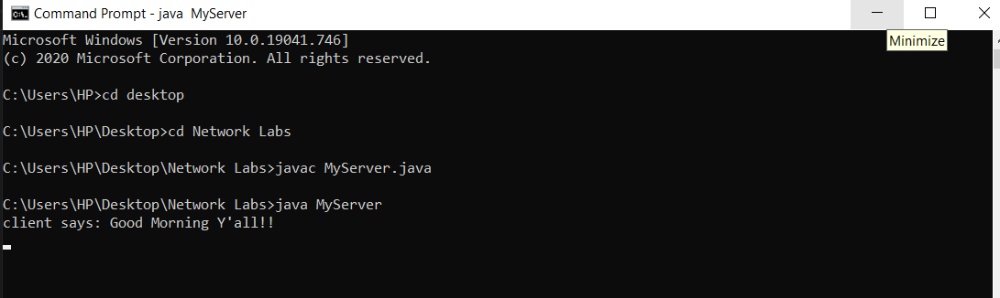 Command Prompt - java  MyServer
Minimize
Microsoft Windows [Version 10.0.19041.746]
(c) 2020 Microsoft Corporation. All rights reserved.
C:\Users\HP>cd desktop
C:\Users\HP\Desktop>cd Network Labs
C:\Users\HP\Desktop\Network Labs>javac MyServer.java
C:\Users\HP\Desktop\Network Labs>java MyServer
client says: Good Morning Y'all!!